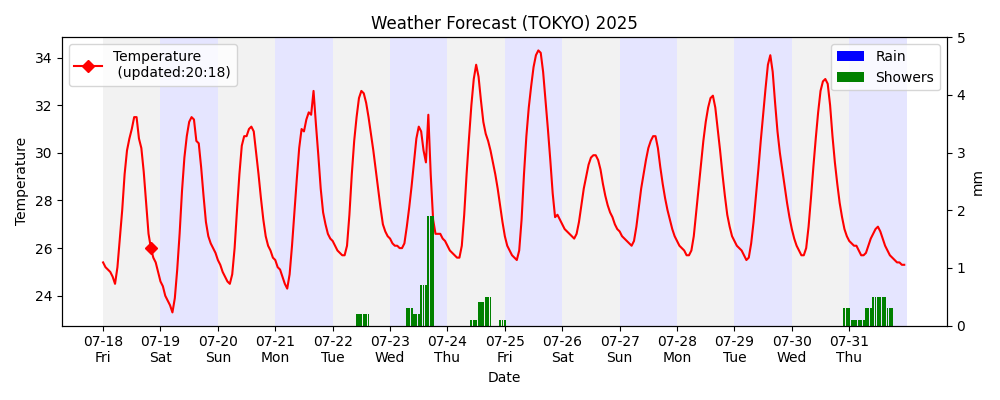 Weather Forecast (TOKYO) 2025
Temperature
(updated:20:18)
Rain
Showers
Temperature
34
32
30
28
26
24
5
4
3
2
1
0
mm
07-18 07-19 07-20 07-21 07-22 07-23 07-24 07-25 07-26 07-27 07-28 07-29 07-30 07-31
Fri Sat Sun Mon Tue Wed Thu Fri Sat Sun Mon Tue Wed Thu
Date